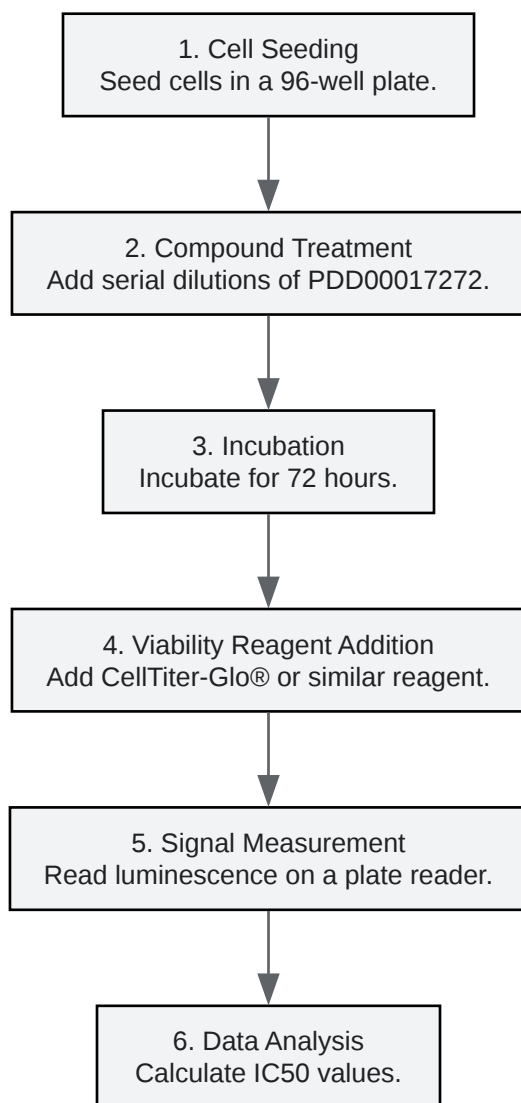 1. Cell Seeding
Seed cells in a 96-well plate.
2. Compound Treatment
Add serial dilutions of PDD00017272.
3. Incubation
Incubate for 72 hours.
4. Viability Reagent Addition
Add CellTiter-Glo® or similar reagent.
5. Signal Measurement
Read luminescence on a plate reader.
6. Data Analysis
Calculate IC50 values.